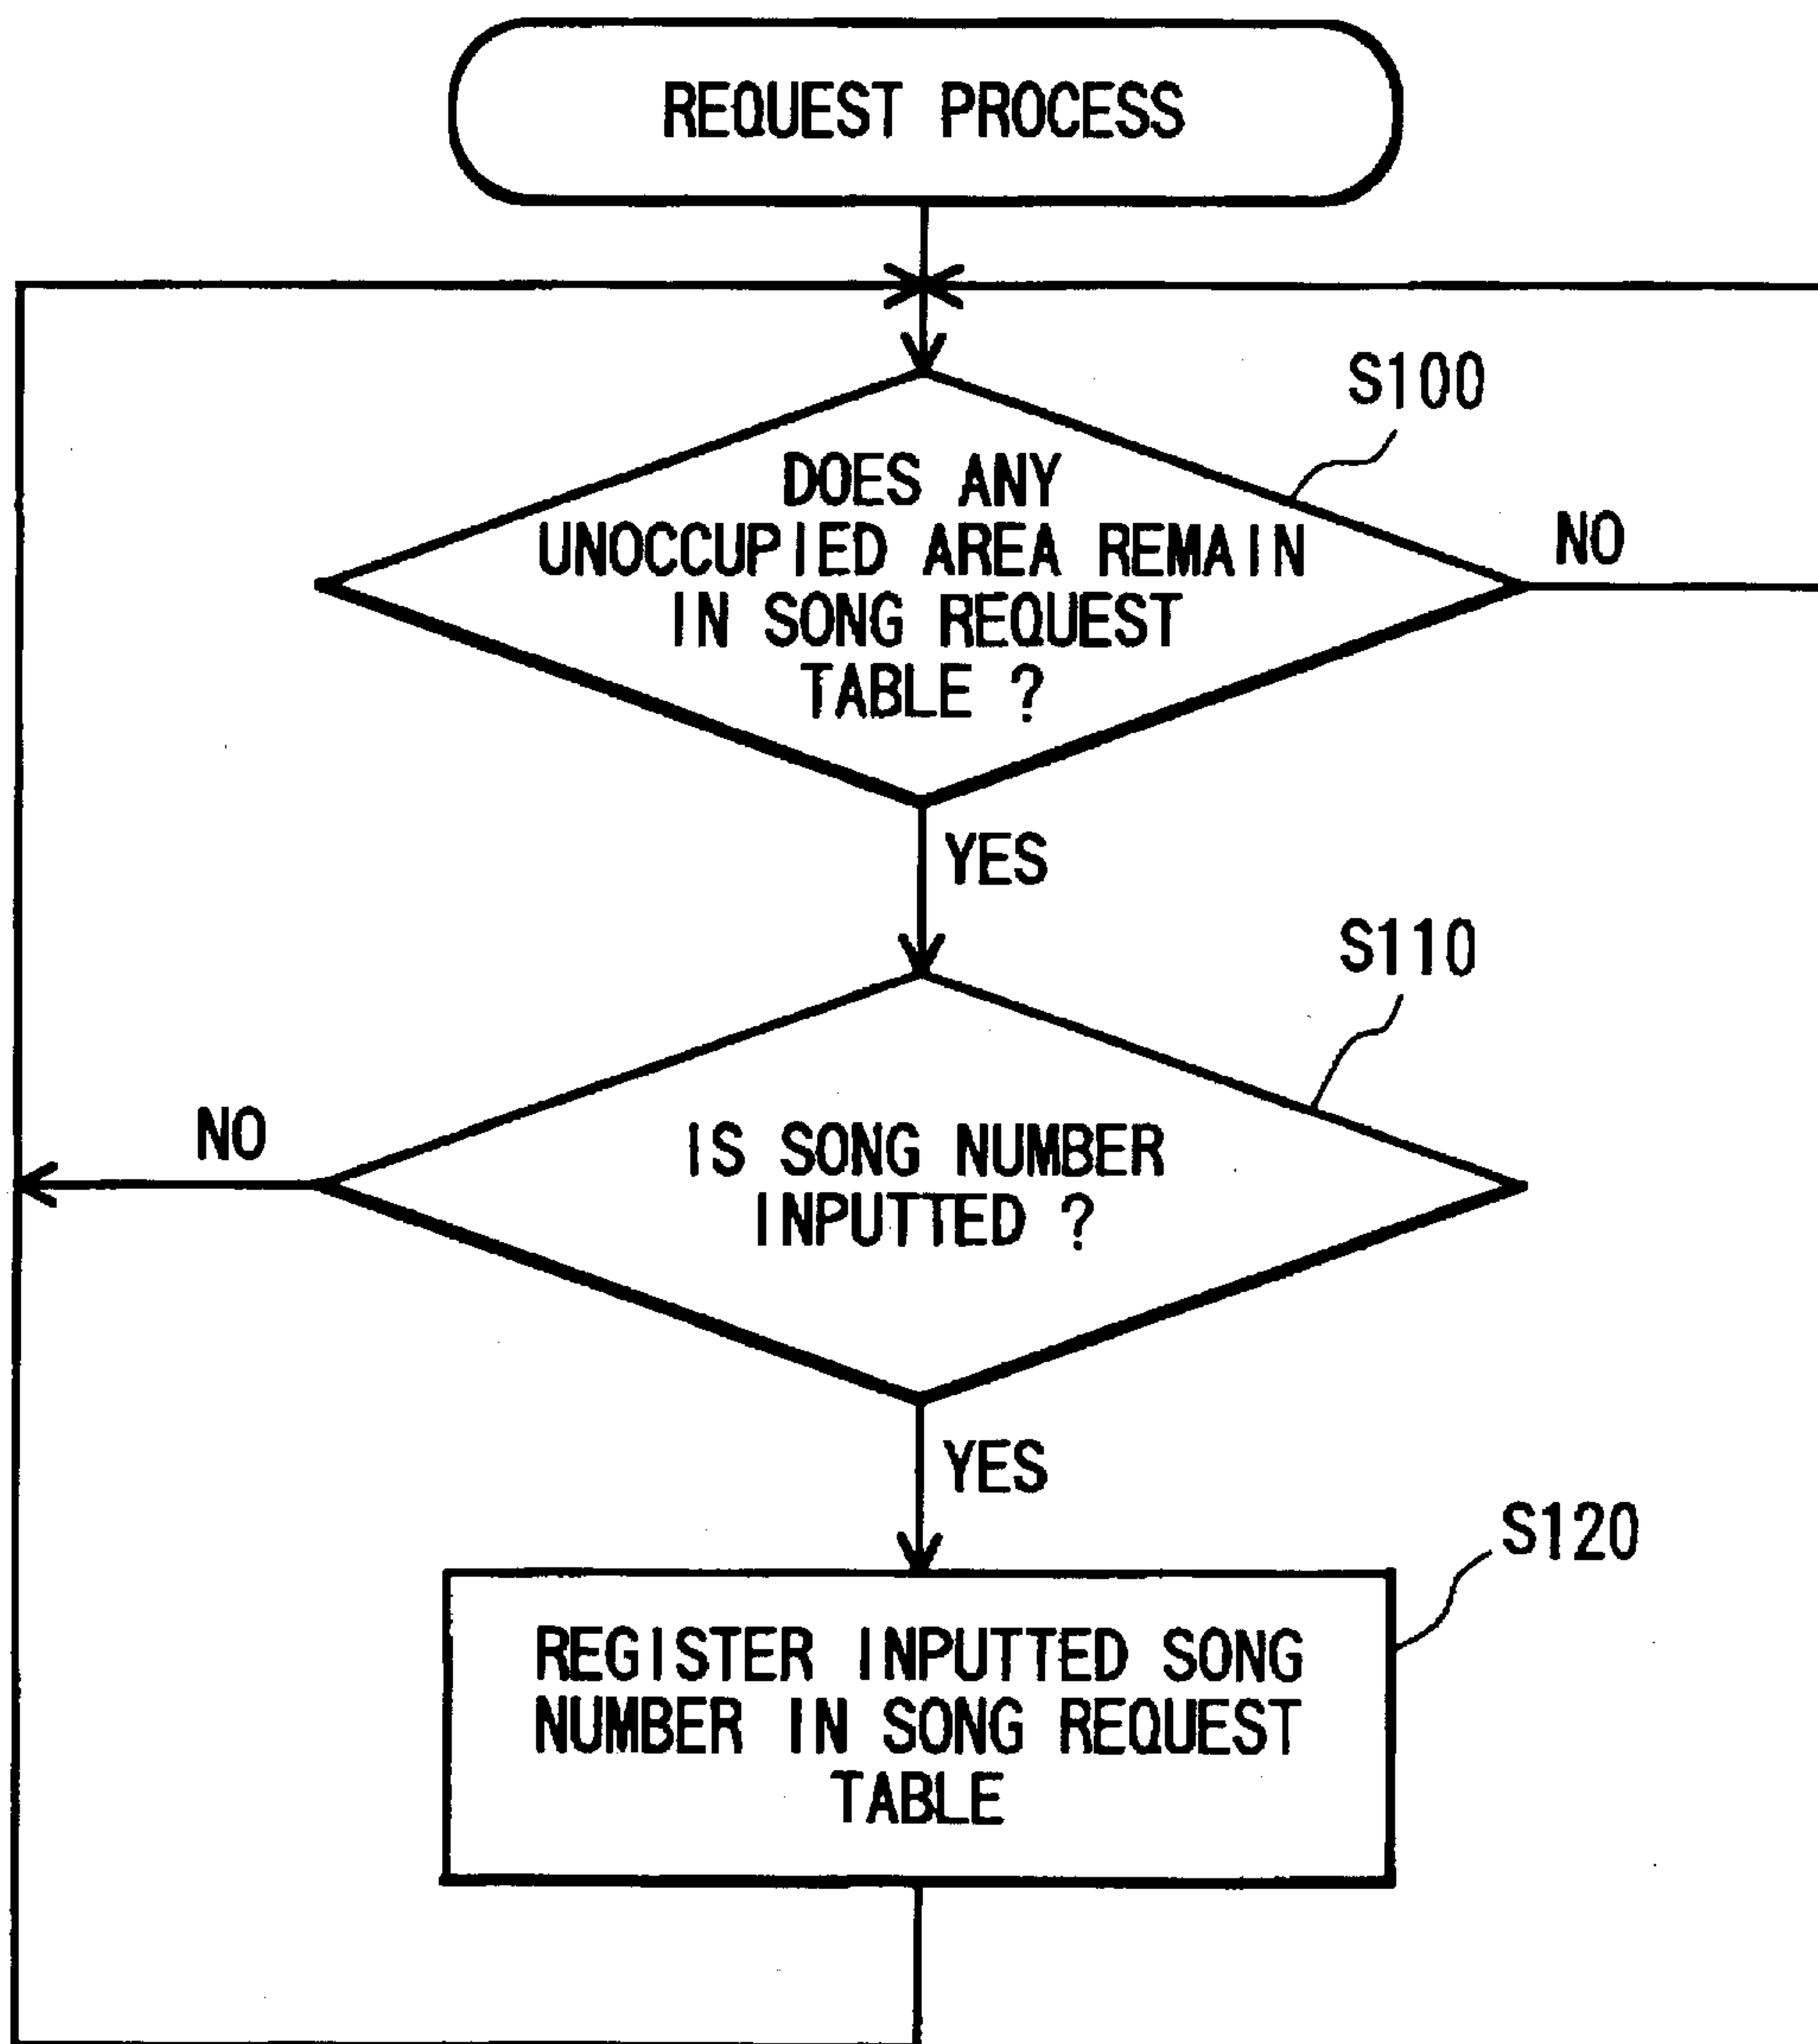 REQUEST PROCESS
S100
DOES ANY
UNOCCUPIED AREA REMAIN
IN SONG REQUEST
TABLE ?
NO
YES
S110
NO
IS SONG NUMBER
INPUTTED ?
YES
S120
REGISTER INPUTTED SONG
NUMBER IN SONG REQUEST
TABLE